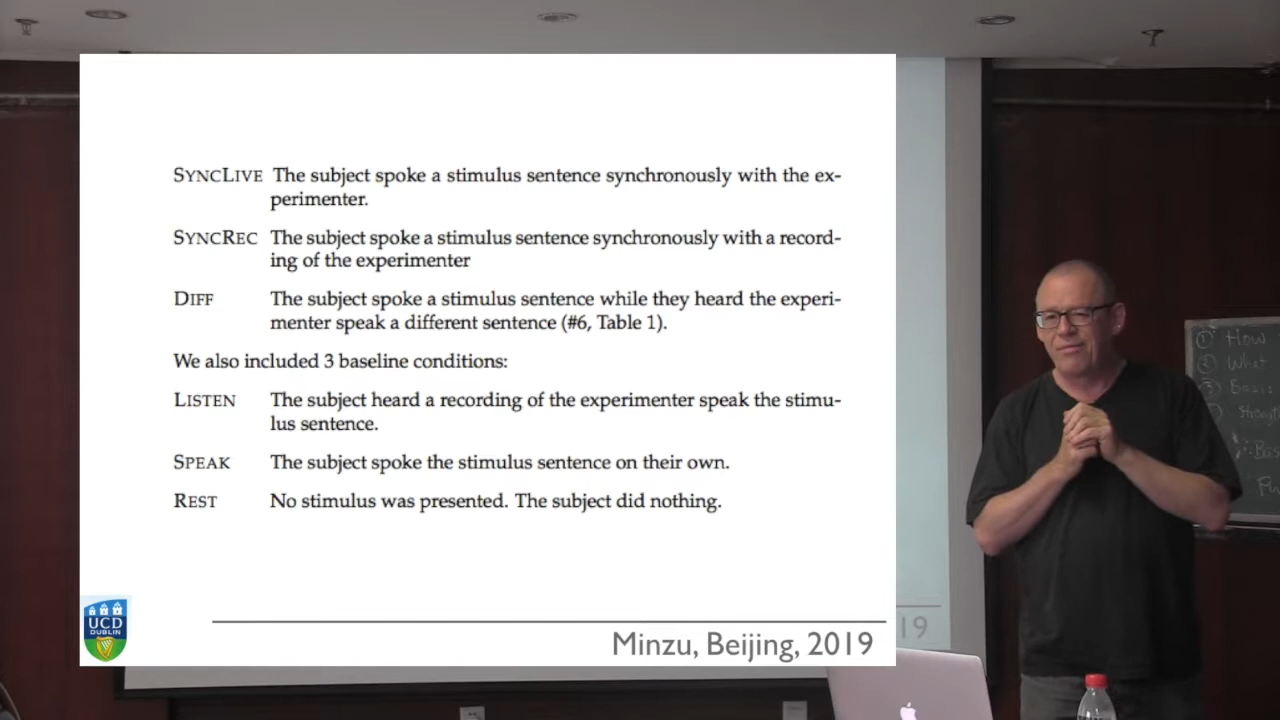 SYNCLIVE The subject spoke a stimulus sentence synchronously with the ex-
perimenter.
SYNCREC The subject spoke a stimulus sentence synchronously with a record-
ing of the experimenter
DIFF The subject spoke a stimulus sentence while they heard the experi-
menter speak a different sentence (#6, Table 1).
We also included 3 baseline conditions:
LISTEN The subject heard a recording of the experimenter speak the stimu-
lus sentence.
SPEAK The subject spoke the stimulus sentence on their own.
REST No stimulus was presented. The subject did nothing.
UCD
DUBLIN
Minzu, Beijing, 2019
19
① How
② What
③ Basis